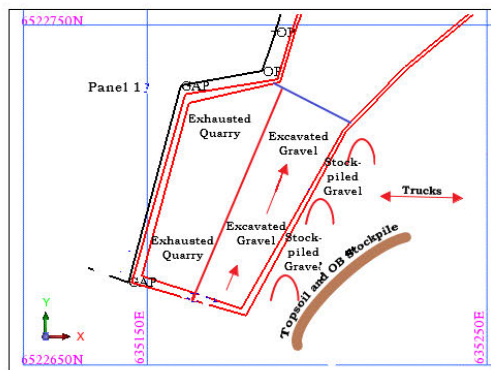 6522750N
OP
OP
GAP
Panel 13
Exhausted
Quarry
Excavated
Gravel
Stock-
piled
Gravel
Trucks
Excavated
Gravel
Exhausted
Quarry
Stock-
piled
Gravel
Topsoil and OB Stockpile
GAP
Y
X
6522650N
635150E
635250E